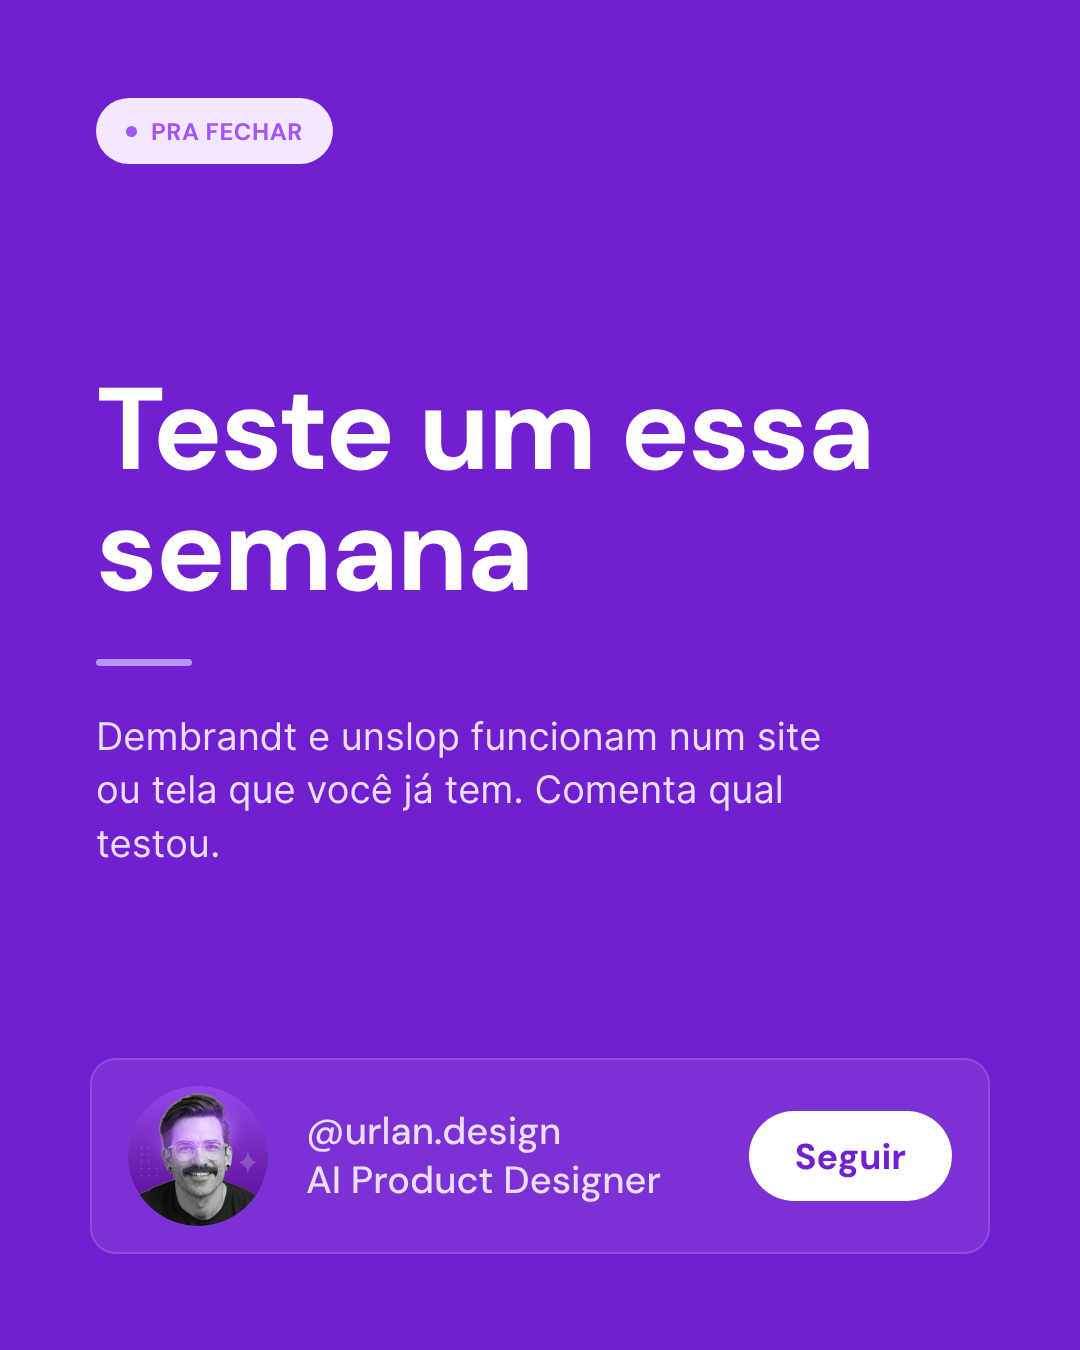 PRA FECHAR
Teste um essa
semana
Dembrandt e unslop funcionam num site
ou tela que você já tem. Comenta qual
testou.
@urlan.design
AI Product Designer
Seguir